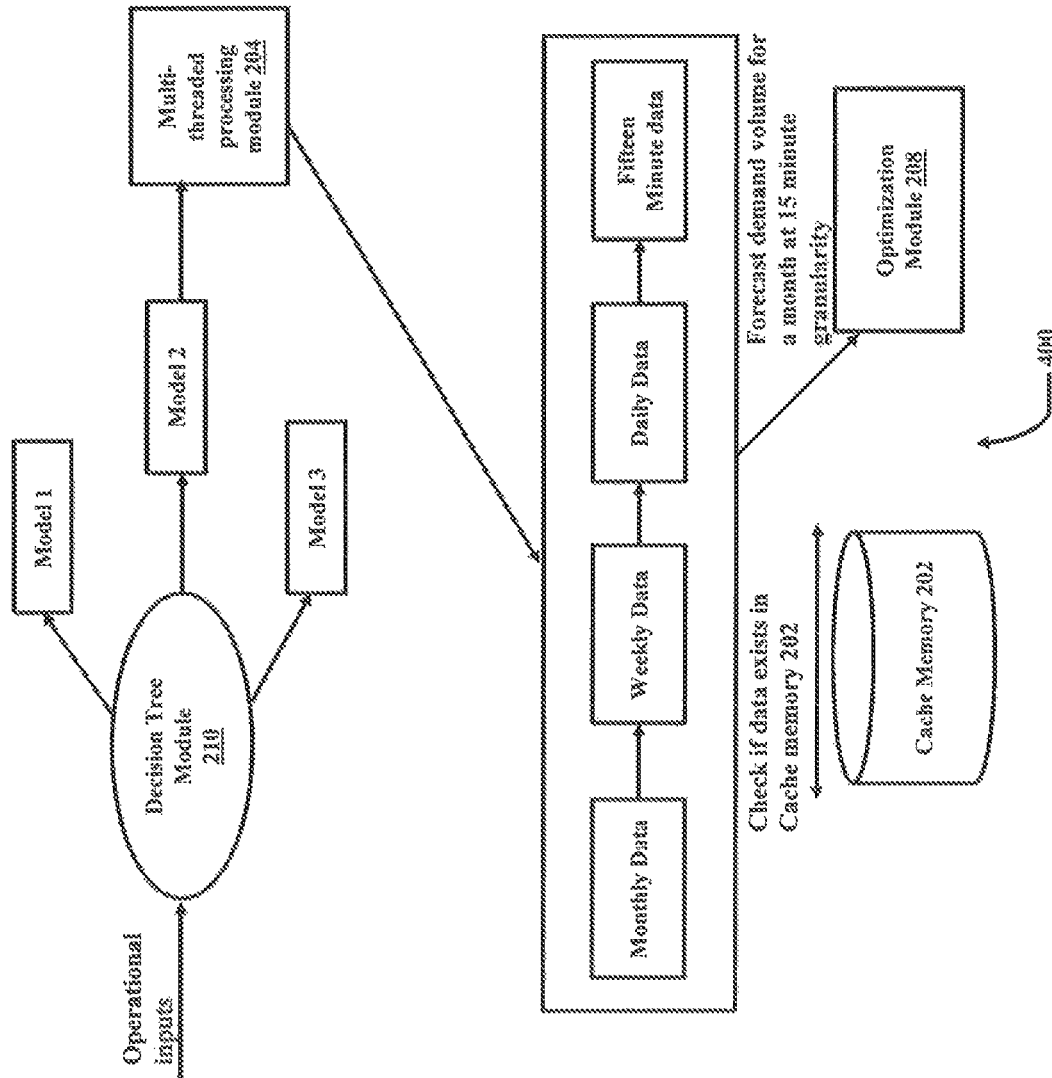 Operational
inputs
Decision Tree
Module
210
Model 1
Model 2
Model 3
Multi-
threaded
processing
module 204
Monthly Data
Weekly Data
Daily Data
Fifteen
Minute data
Check if data exists in
Cache memory 202
Forecast demand volume for
a month at 15 minute
granularity
Cache Memory 202
Optimization
Module 208
400